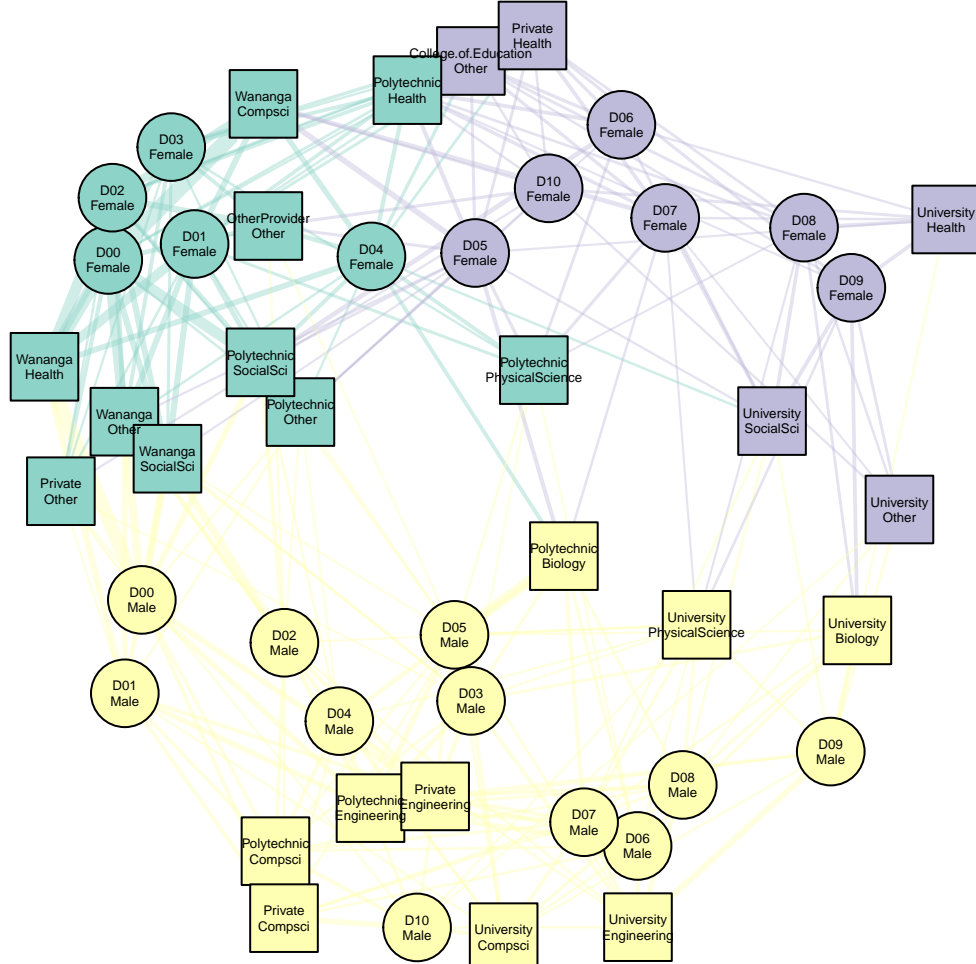 Private
Health
College.of.Education
Other
Polytechnic
Health
Wananga
Compsci
D06
Female
D03
Female
D10
Female
D02
Female
D07
Female
D08
Female
University
Health
OtherProvider
Other
D01
Female
D00
Female
D04
Female
D05
Female
D09
Female
Wananga
Health
Polytechnic
SocialSci
Polytechnic
PhysicalScience
Polytechnic
Other
Wananga
Other
University
SocialSci
Wananga
SocialSci
Private
Other
University
Other
Polytechnic
Biology
D00
Male
University
PhysicalScience
University
Biology
D02
Male
D05
Male
D01
Male
D03
Male
D04
Male
D09
Male
D08
Male
Private
Engineering
Polytechnic
Engineering
D07
Male
D06
Male
Polytechnic
Compsci
Private
Compsci
D10
Male
University
Compsci
University
Engineering